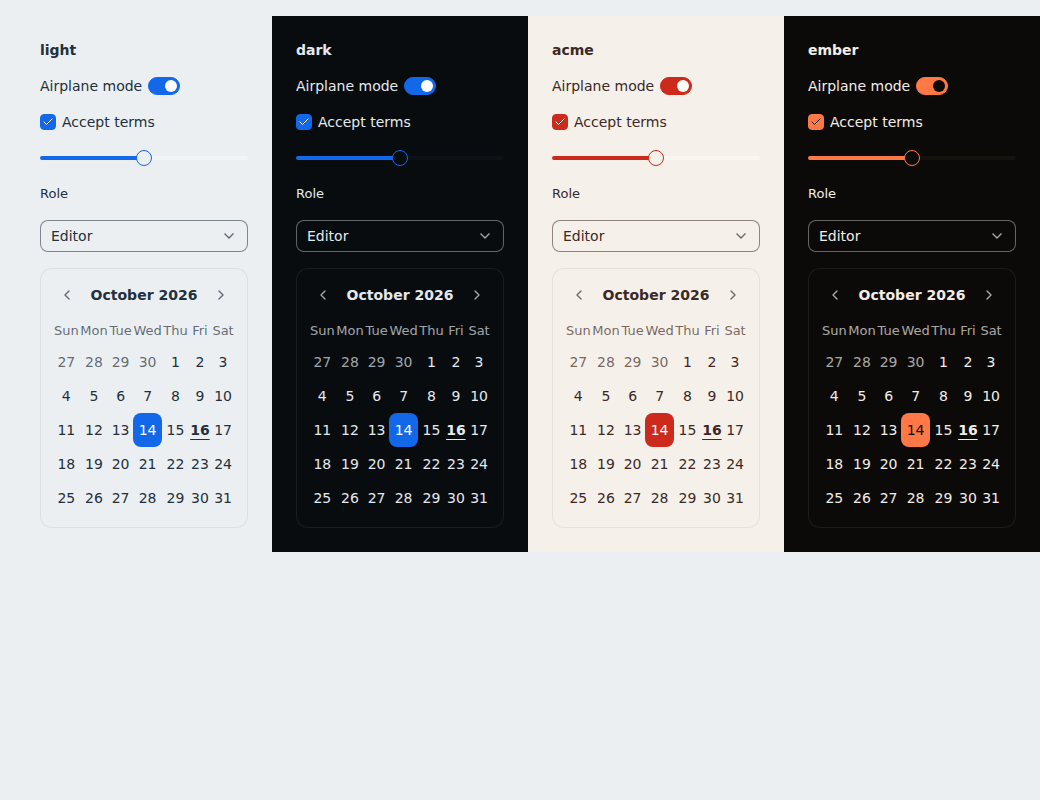 light
Airplane mode
Accept terms
Role
Editor
October 2026
Sun Mon Tue Wed Thu Fri Sat
27 28 29 30 1 2 3
4 5 6 7 8 9 10
11 12 13 14 15 16 17
18 19 20 21 22 23 24
25 26 27 28 29 30 31
dark
Airplane mode
Accept terms
Role
Editor
October 2026
Sun Mon Tue Wed Thu Fri Sat
27 28 29 30 1 2 3
4 5 6 7 8 9 10
11 12 13 14 15 16 17
18 19 20 21 22 23 24
25 26 27 28 29 30 31
acme
Airplane mode
Accept terms
Role
Editor
October 2026
Sun Mon Tue Wed Thu Fri Sat
27 28 29 30 1 2 3
4 5 6 7 8 9 10
11 12 13 14 15 16 17
18 19 20 21 22 23 24
25 26 27 28 29 30 31
ember
Airplane mode
Accept terms
Role
Editor
October 2026
Sun Mon Tue Wed Thu Fri Sat
27 28 29 30 1 2 3
4 5 6 7 8 9 10
11 12 13 14 15 16 17
18 19 20 21 22 23 24
25 26 27 28 29 30 31